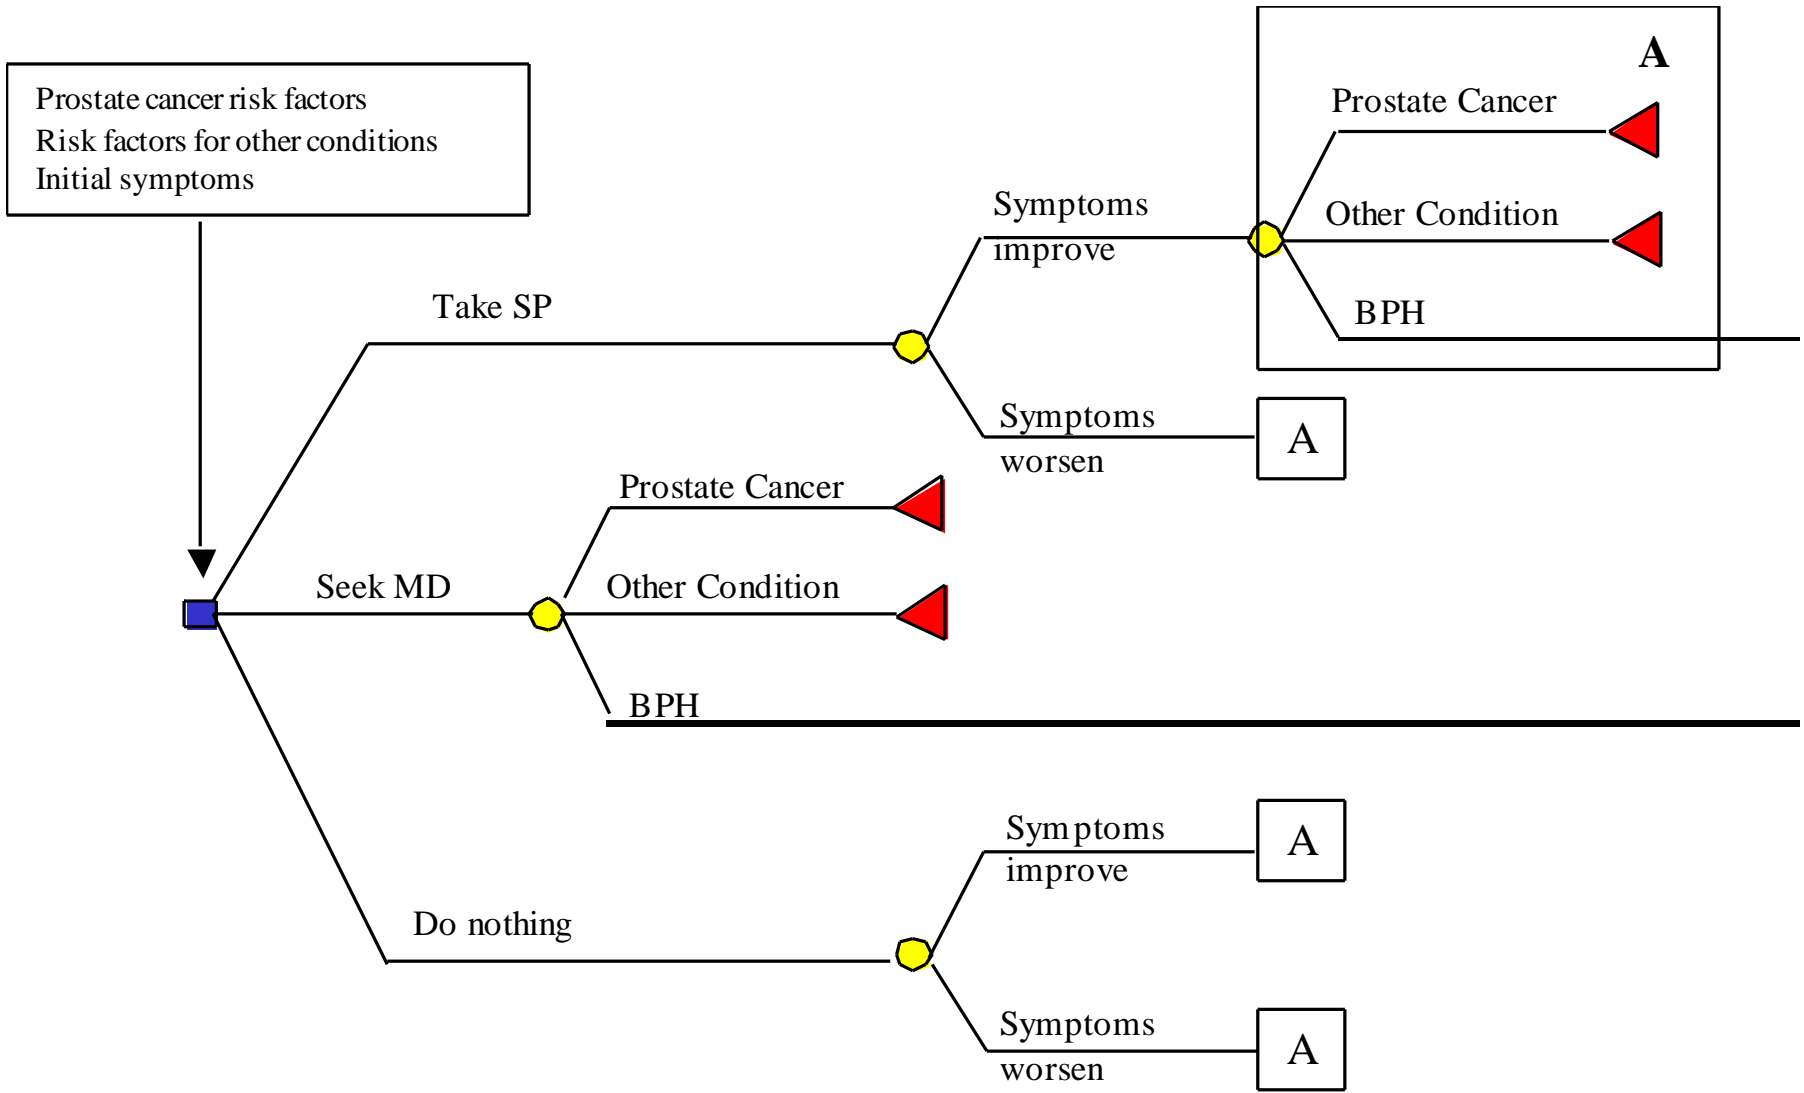 A
Prostate cancer risk factors
Risk factors for other conditions
Initial symptoms
Prostate Cancer
Other Condition
Symptoms
improve
BPH
Take SP
Symptoms
worsen
A
Prostate Cancer
Seek MD
Other Condition
BPH
Symptoms
improve
A
Do nothing
Symptoms
worsen
A